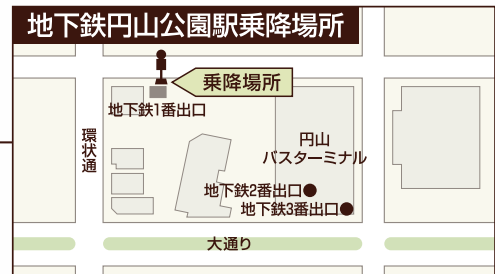 地下鉄円山公園駅乗降場所
乗降場所
地下鉄1番出口
環状通
円山
バスターミナル
地下鉄2番出口
地下鉄3番出口
大通り